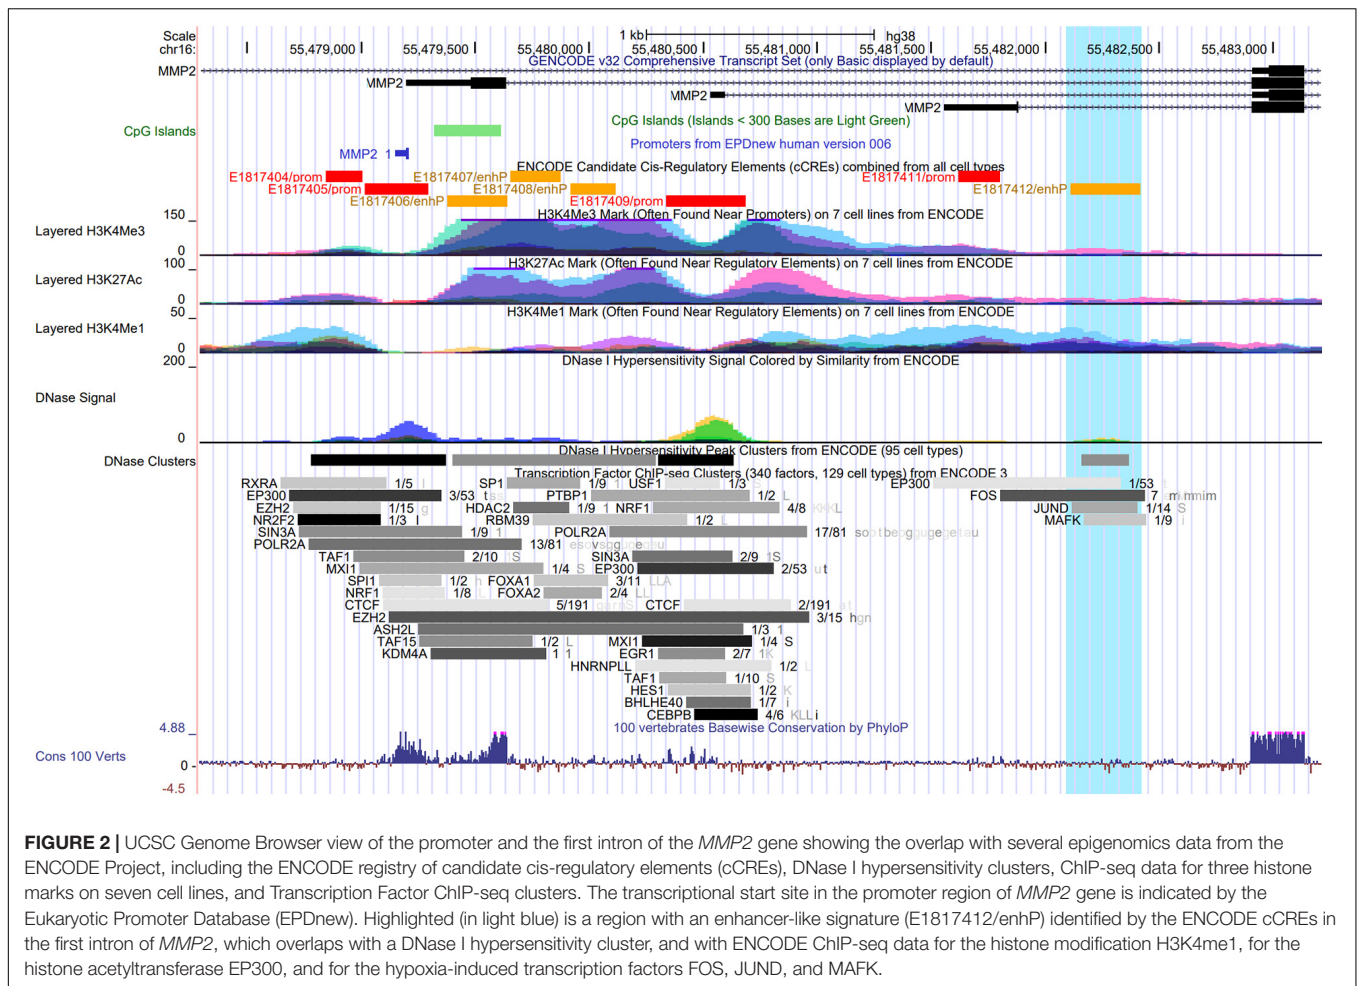 Scale 1 kb hg38
chr16: 55,479,000 55,479,500 55,480,000 55,480,500 55,481,000 55,481,500 55,482,000 55,482,500 55,483,000
GENCODE v32 Comprehensive Transcript Set (only Basic displayed by default)
MMP2
MMP2
MMP2
MMP2
CpG Islands (Islands < 300 Bases are Light Green)
CpG Islands
Promoters from EPDnew human version 006
MMP2 1
ENCODE Candidate Cis-Regulatory Elements (cCREs) combined from all cell types
E1817404/prom E1817407/enhP E1817411/prom
E1817405/prom E1817408/enhP E1817412/enhP
E1817406/enhP E1817409/prom
150 H3K4Me3 Mark (Often Found Near Promoters) on 7 cell lines from ENCODE
Layered H3K4Me3
0
100 H3K27Ac Mark (Often Found Near Regulatory Elements) on 7 cell lines from ENCODE
Layered H3K27Ac
0
50 H3K4Me1 Mark (Often Found Near Regulatory Elements) on 7 cell lines from ENCODE
Layered H3K4Me1
0
200 DNase I Hypersensitivity Signal Colored by Similarity from ENCODE
DNase Signal
0
DNase I Hypersensitivity Peak Clusters from ENCODE (95 cell types)
DNase Clusters
Transcription Factor ChIP-seq Clusters (340 factors, 129 cell types) from ENCODE 3
RXRA 1/5 SP1 1/9 1 USF1 1/3 S EP300 1/53
EP300 3/53 PTBP1 1/2 L FOS 7
EZH2 1/15 g HDAC2 1/9 1 NRF1 4/8 JUND 1/14 S
NR2F2 1/3 RBM39 1/2 L MAFK 1/9 i
SIN3A 1/9 1 POLR2A 17/81
POLR2A 13/81
TAF1 2/10 SIN3A 2/9 1S
MXI1 1/4 S EP300 2/53 ut
SPI1 1/2 h FOXA1 3/11 LLA
NRF1 1/8 L FOXA2 2/4 LL
CTCF 5/191 CTCF 2/191
EZH2 3/15 hgn
ASH2L 1/3 1
TAF15 1/2 L MXI1 1/4 S
KDM4A 1 1 EGR1 2/7 1K
HNRNPLL 1/2 L
TAF1 1/10 S
HES1 1/2 K
BHLHE40 1/7 i
CEBPB 4/6 KLLi
4.88 100 vertebrates Basewise Conservation by PhyloP
Cons 100 Verts
0 -
-4.5
FIGURE 2 | UCSC Genome Browser view of the promoter and the first intron of the MMP2 gene showing the overlap with several epigenomics data from the
ENCODE Project, including the ENCODE registry of candidate cis-regulatory elements (cCREs), DNase I hypersensitivity clusters, ChIP-seq data for three histone
marks on seven cell lines, and Transcription Factor ChIP-seq clusters. The transcriptional start site in the promoter region of MMP2 gene is indicated by the
Eukaryotic Promoter Database (EPDnew). Highlighted (in light blue) is a region with an enhancer-like signature (E1817412/enhP) identified by the ENCODE cCREs in
the first intron of MMP2, which overlaps with a DNase I hypersensitivity cluster, and with ENCODE ChIP-seq data for the histone modification H3K4me1, for the
histone acetyltransferase EP300, and for the hypoxia-induced transcription factors FOS, JUND, and MAFK.